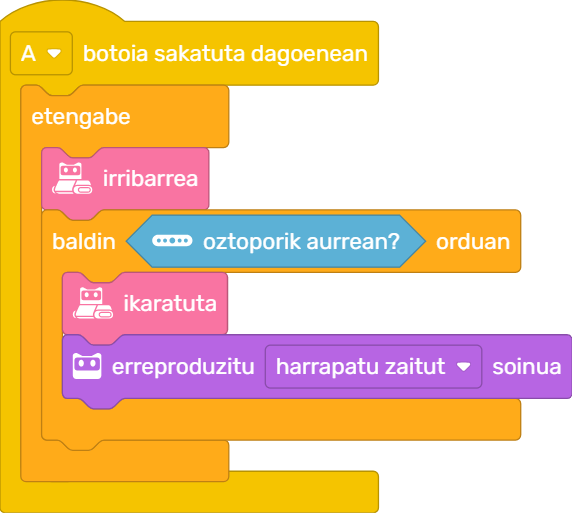 A botoia sakatuta dagoenean
etengabe
irribarrea
baldin oztoporik aurrean? orduan
ikaratuta
erreproduzitu harrapatu zaitut soinua